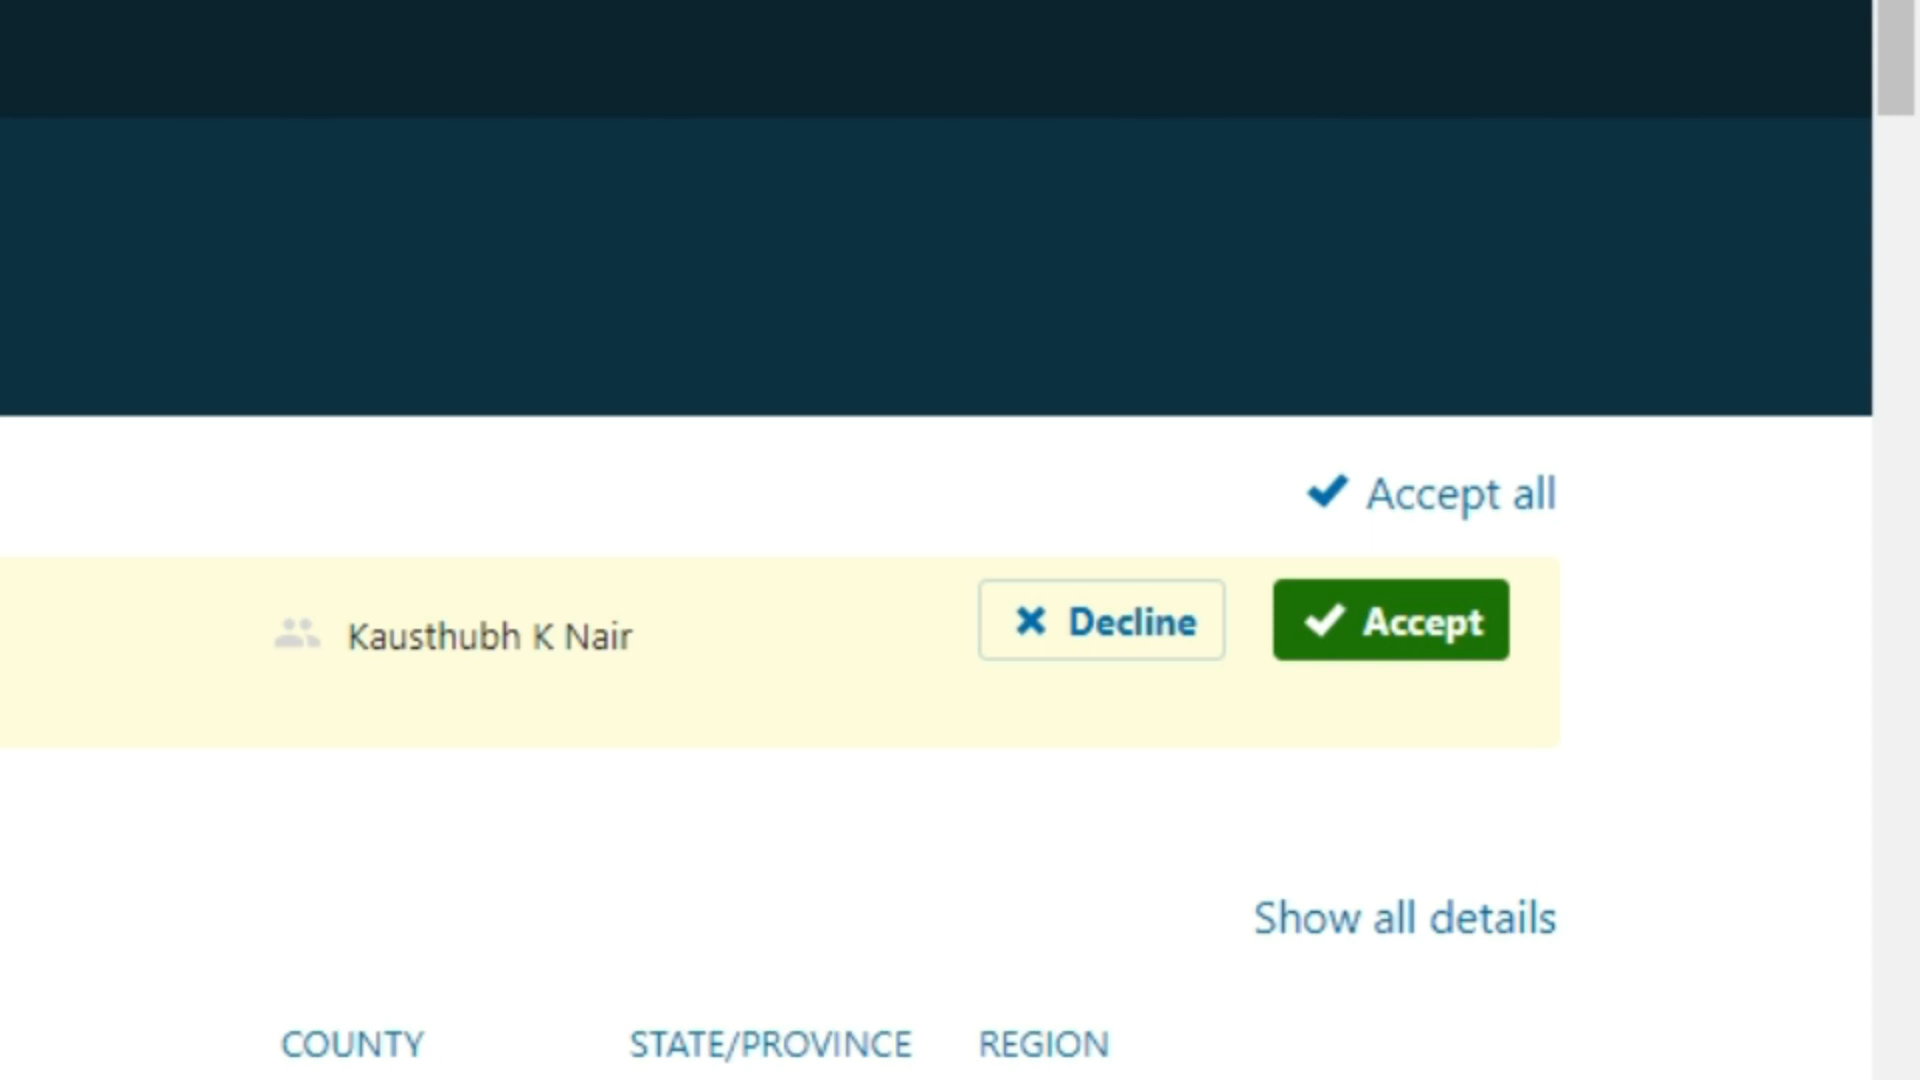 Accept all
Kausthubh K Nair
Decline
Accept
Show all details
COUNTY
STATE/PROVINCE
REGION